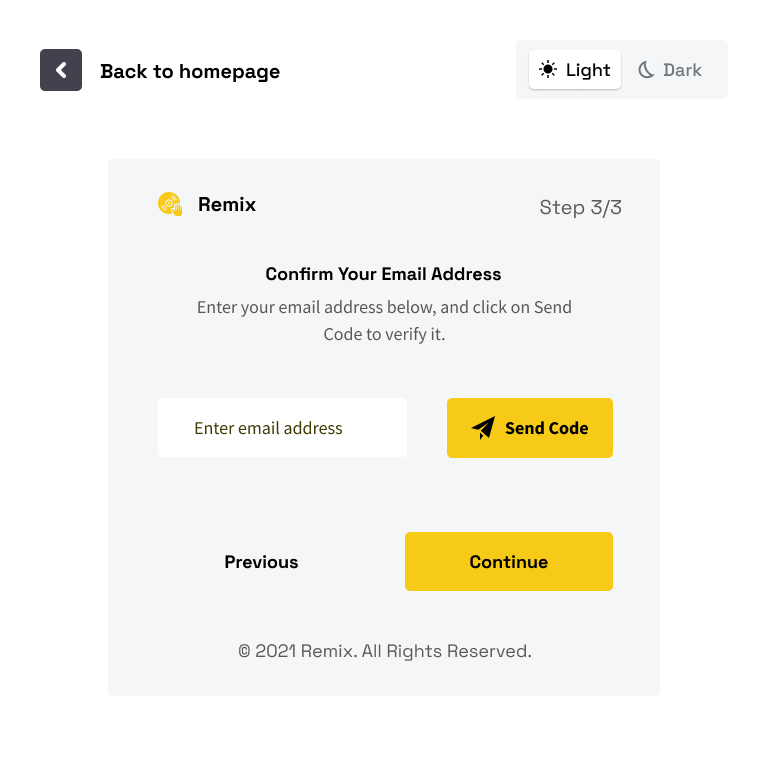 Back to homepage
Light
Dark
Remix
Step 3/3
Confirm Your Email Address
Enter your email address below, and click on Send
Code to verify it.
Enter email address
Send Code
Previous
Continue
© 2021 Remix. All Rights Reserved.